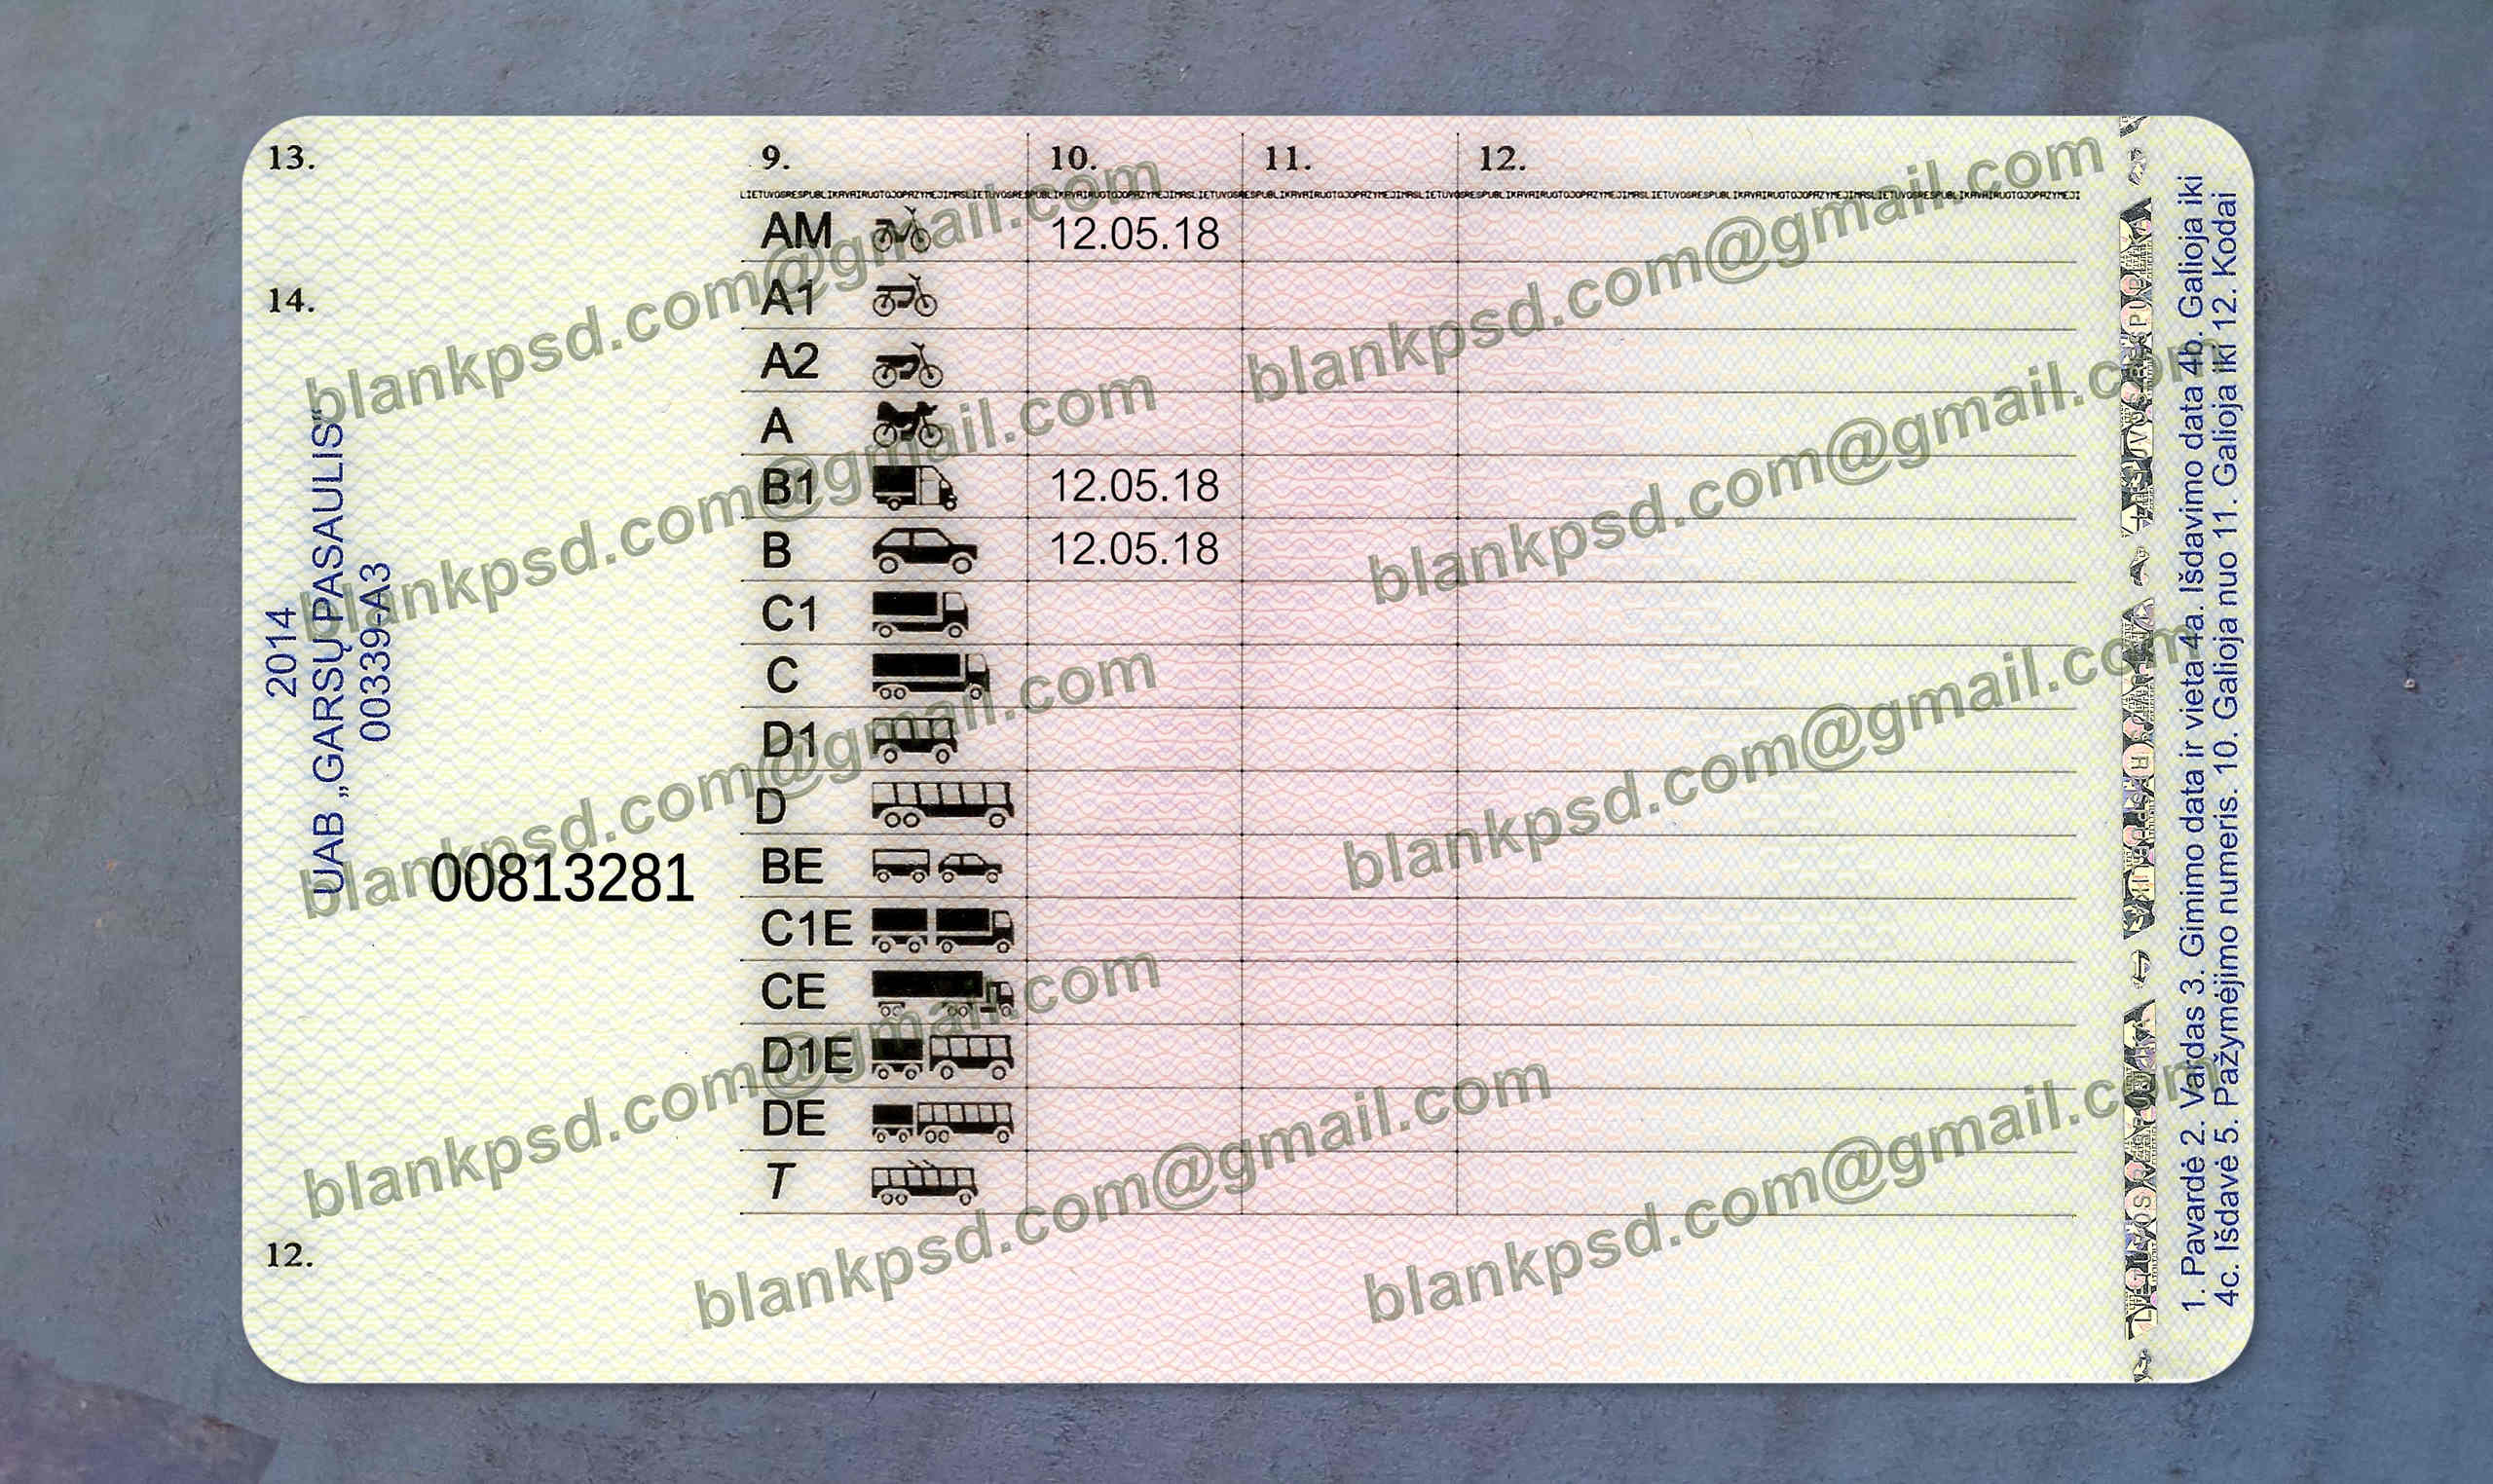 13.
14.
12.
2014
UAB „GARSŲ PASAULIS“
00339-A3
00813281
9. 10. 11. 12.
LIETUVOSRESPUBLIKAVAIRUOTOJOPAZYMEJIMASLIETUVOSRESPUBLIKAVAIRUOTOJOPAZYMEJIMASLIETUVOSRESPUBLIKAVAIRUOTOJOPAZYMEJIMASLIETUVOSRESPUBLIKAVAIRUOTOJOPAZYMEJIMASLIETUVOSRESPUBLIKAVAIRUOTOJOPAZYMEJI
AM 12.05.18
A1
A2
A
B1 12.05.18
B 12.05.18
C1
C
D1
D
BE
C1E
CE
D1E
DE
T
1. Pavardė 2. Vardas 3. Gimimo data ir vieta 4a. Išdavimo data 4b. Galioja iki
4c. Išdavė 5. Pažymėjimo numeris. 10. Galioja nuo 11. Galioja iki 12. Kodai
blankpsd.com@gmail.com
blankpsd.com@gmail.com
blankpsd.com@gmail.com
blankpsd.com@gmail.com
blankpsd.com@gmail.com
blankpsd.com@gmail.com
blankpsd.com@gmail.com
blankpsd.com@gmail.com
blankpsd.com@gmail.com